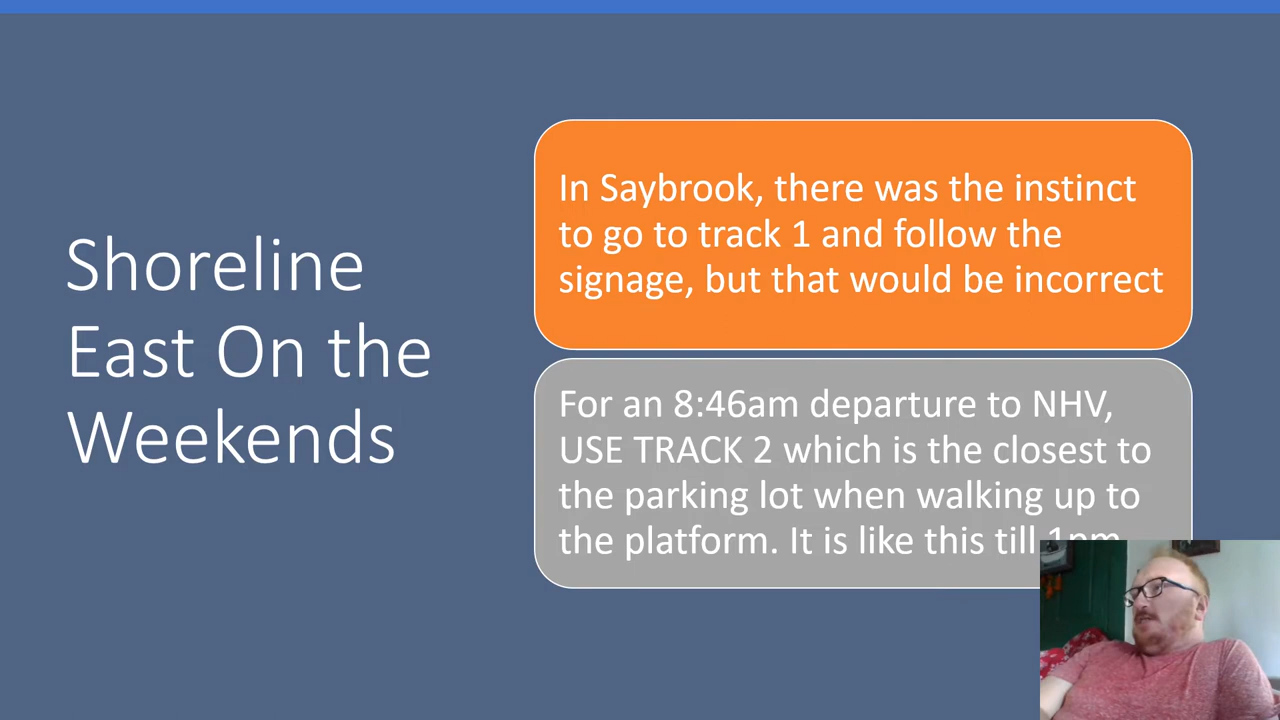 Shoreline
East On the
Weekends
In Saybrook, there was the instinct
to go to track 1 and follow the
signage, but that would be incorrect
For an 8:46am departure to NHV,
USE TRACK 2 which is the closest to
the parking lot when walking up to
the platform. It is like this till 1pm